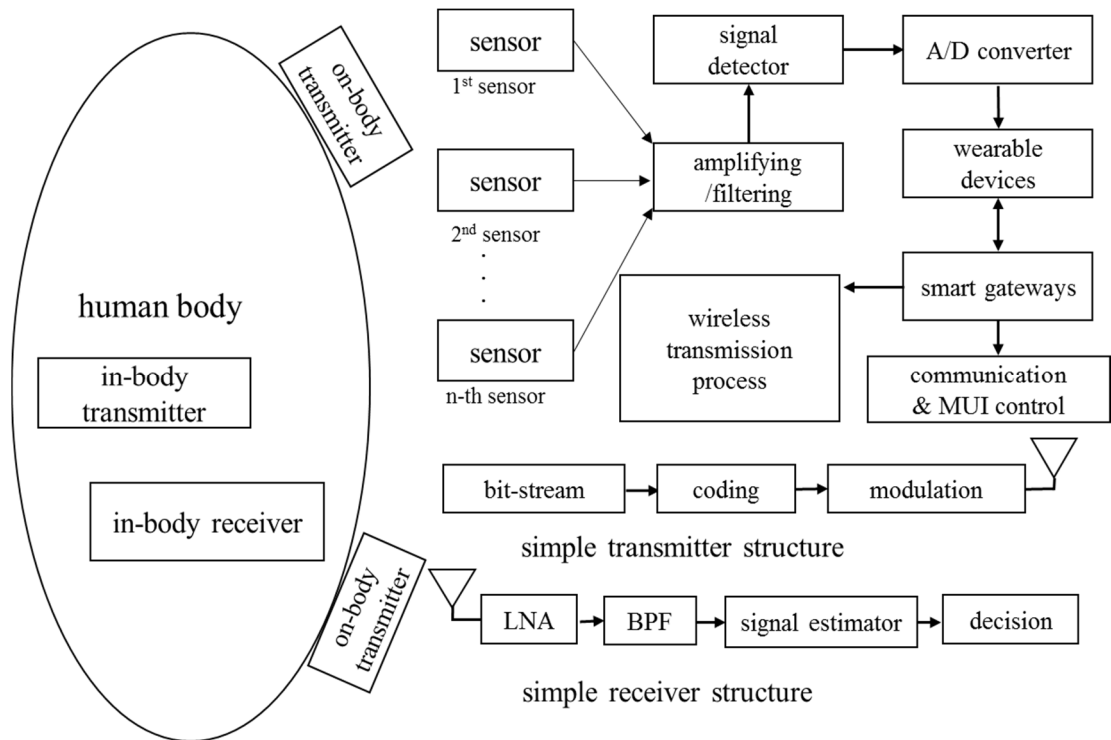 on-body
transmitter
human body
in-body
transmitter
in-body receiver
on-body
transmitter
sensor
1st sensor
sensor
2nd sensor
.
.
.
sensor
n-th sensor
signal
detector
A/D converter
amplifying
/filtering
wearable
devices
smart gateways
wireless
transmission
process
communication
& MUI control
bit-stream
coding
modulation
simple transmitter structure
LNA
BPF
signal estimator
decision
simple receiver structure